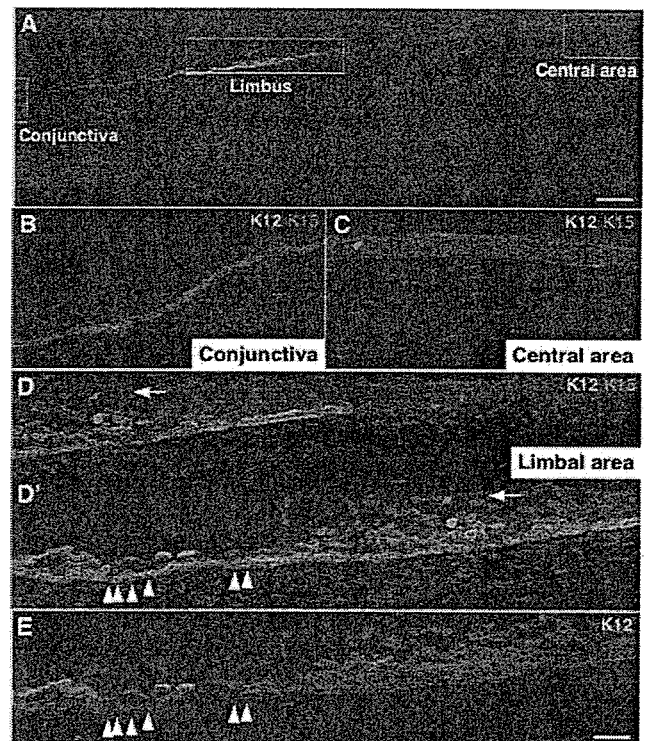 A
Central area
Limbus
Conjunctiva
B K12 K15
C K12 K15
Conjunctiva
Central area
D K12 K15
Limbal area
D'
E K12